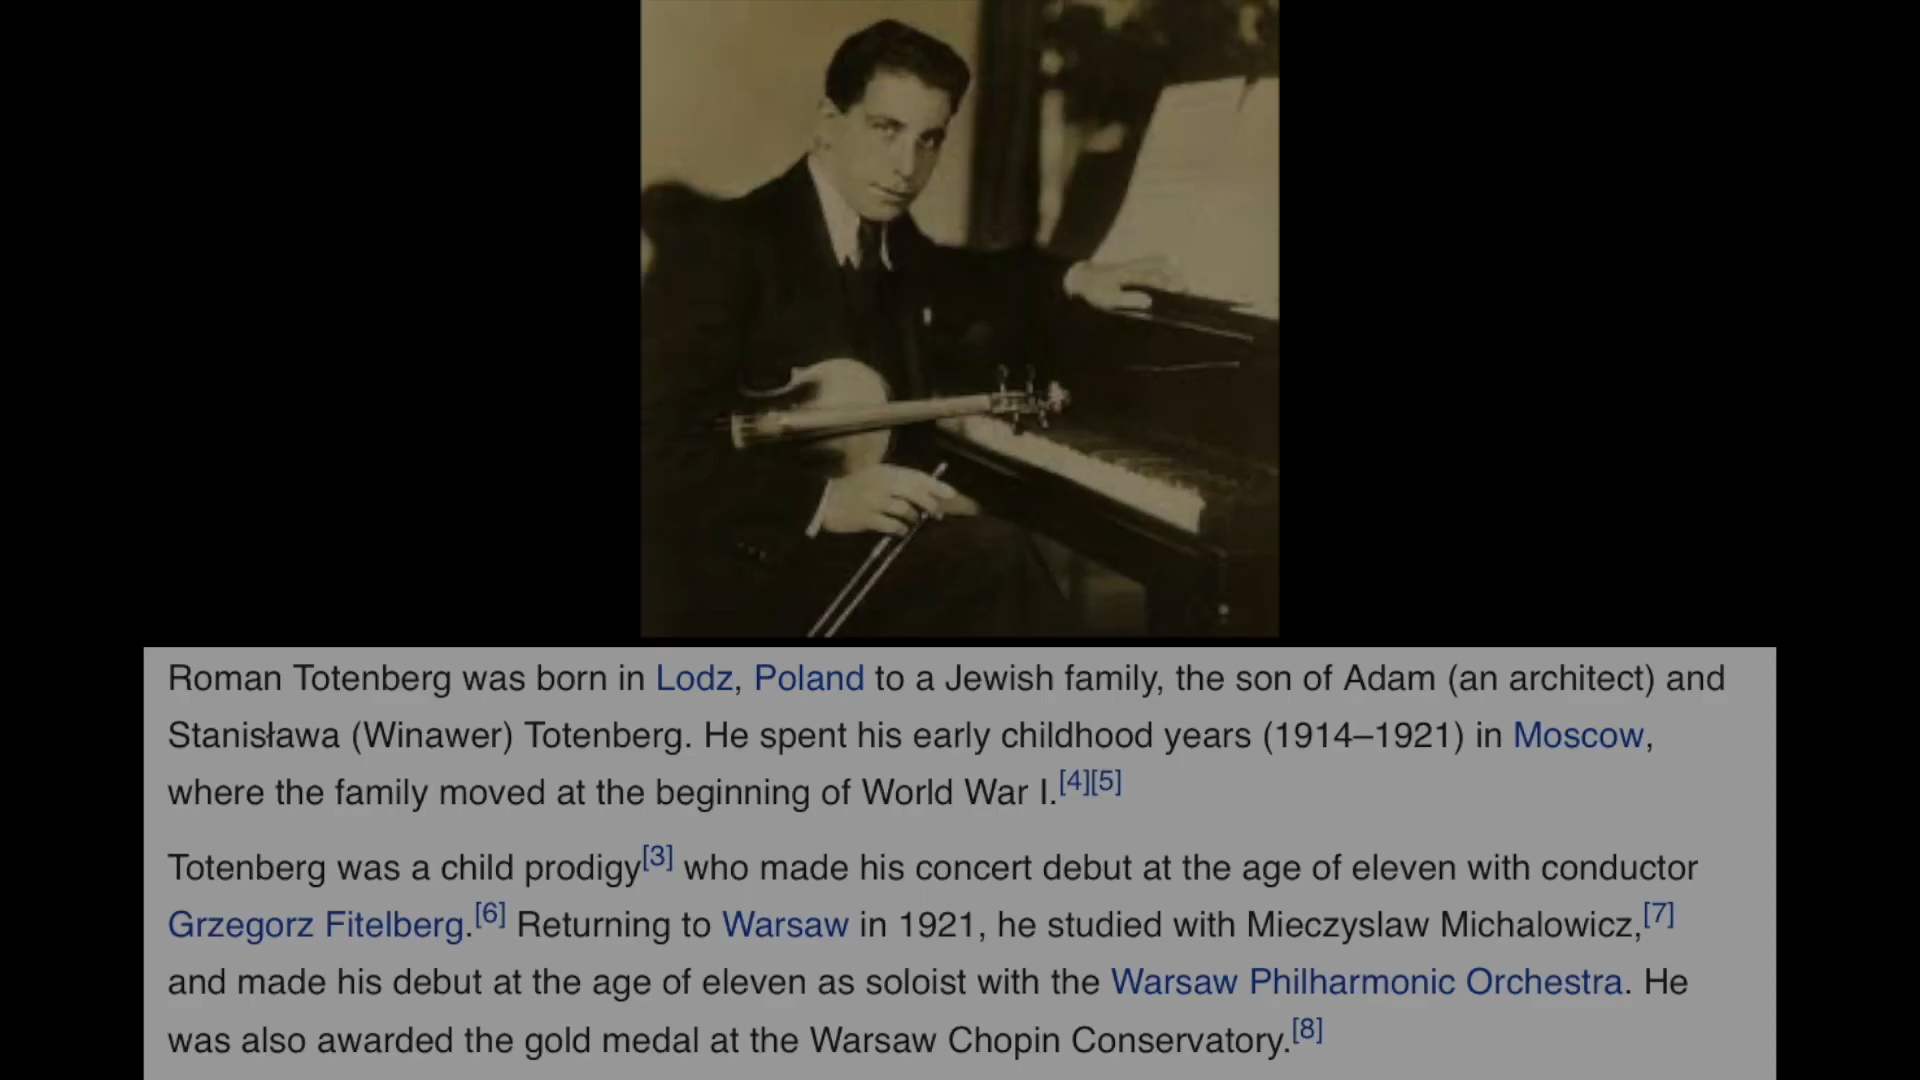 Roman Totenberg was born in Lodz, Poland to a Jewish family, the son of Adam (an architect) and
Stanisława (Winawer) Totenberg. He spent his early childhood years (1914–1921) in Moscow,
where the family moved at the beginning of World War I.[4][5]
Totenberg was a child prodigy[3] who made his concert debut at the age of eleven with conductor
Grzegorz Fitelberg.[6] Returning to Warsaw in 1921, he studied with Mieczyslaw Michalowicz,[7]
and made his debut at the age of eleven as soloist with the Warsaw Philharmonic Orchestra. He
was also awarded the gold medal at the Warsaw Chopin Conservatory.[8]